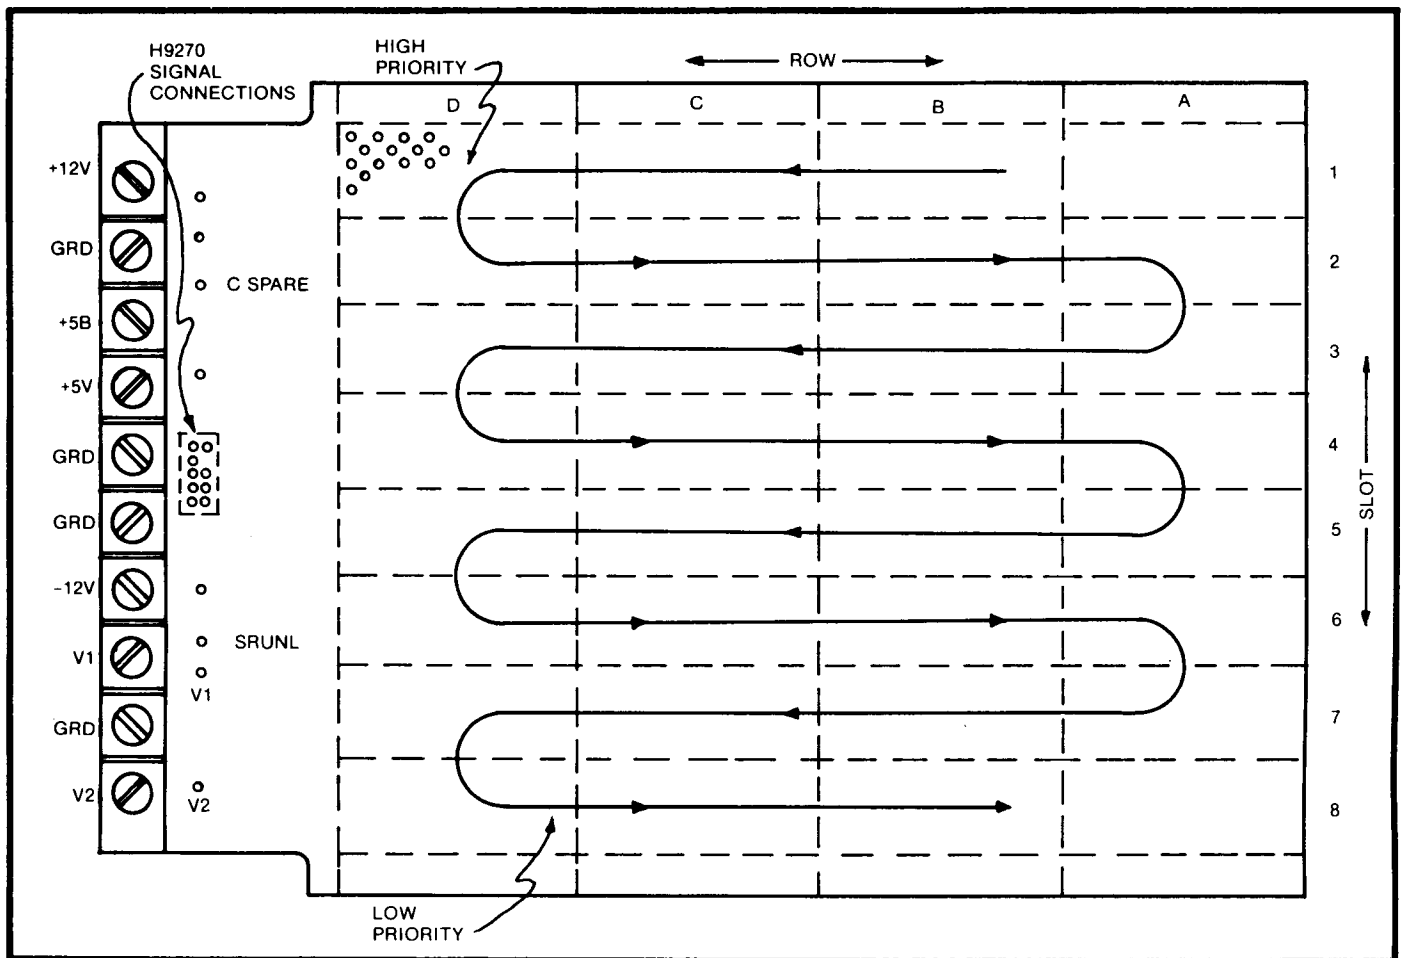 H9270
SIGNAL
CONNECTIONS
HIGH
PRIORITY
ROW
D
C
B
A
+12V
GRD
+5B
+5V
GRD
GRD
-12V
V1
GRD
V2
C SPARE
SRUNL
V1
V2
1
2
3
4
5
6
7
8
SLOT
LOW
PRIORITY